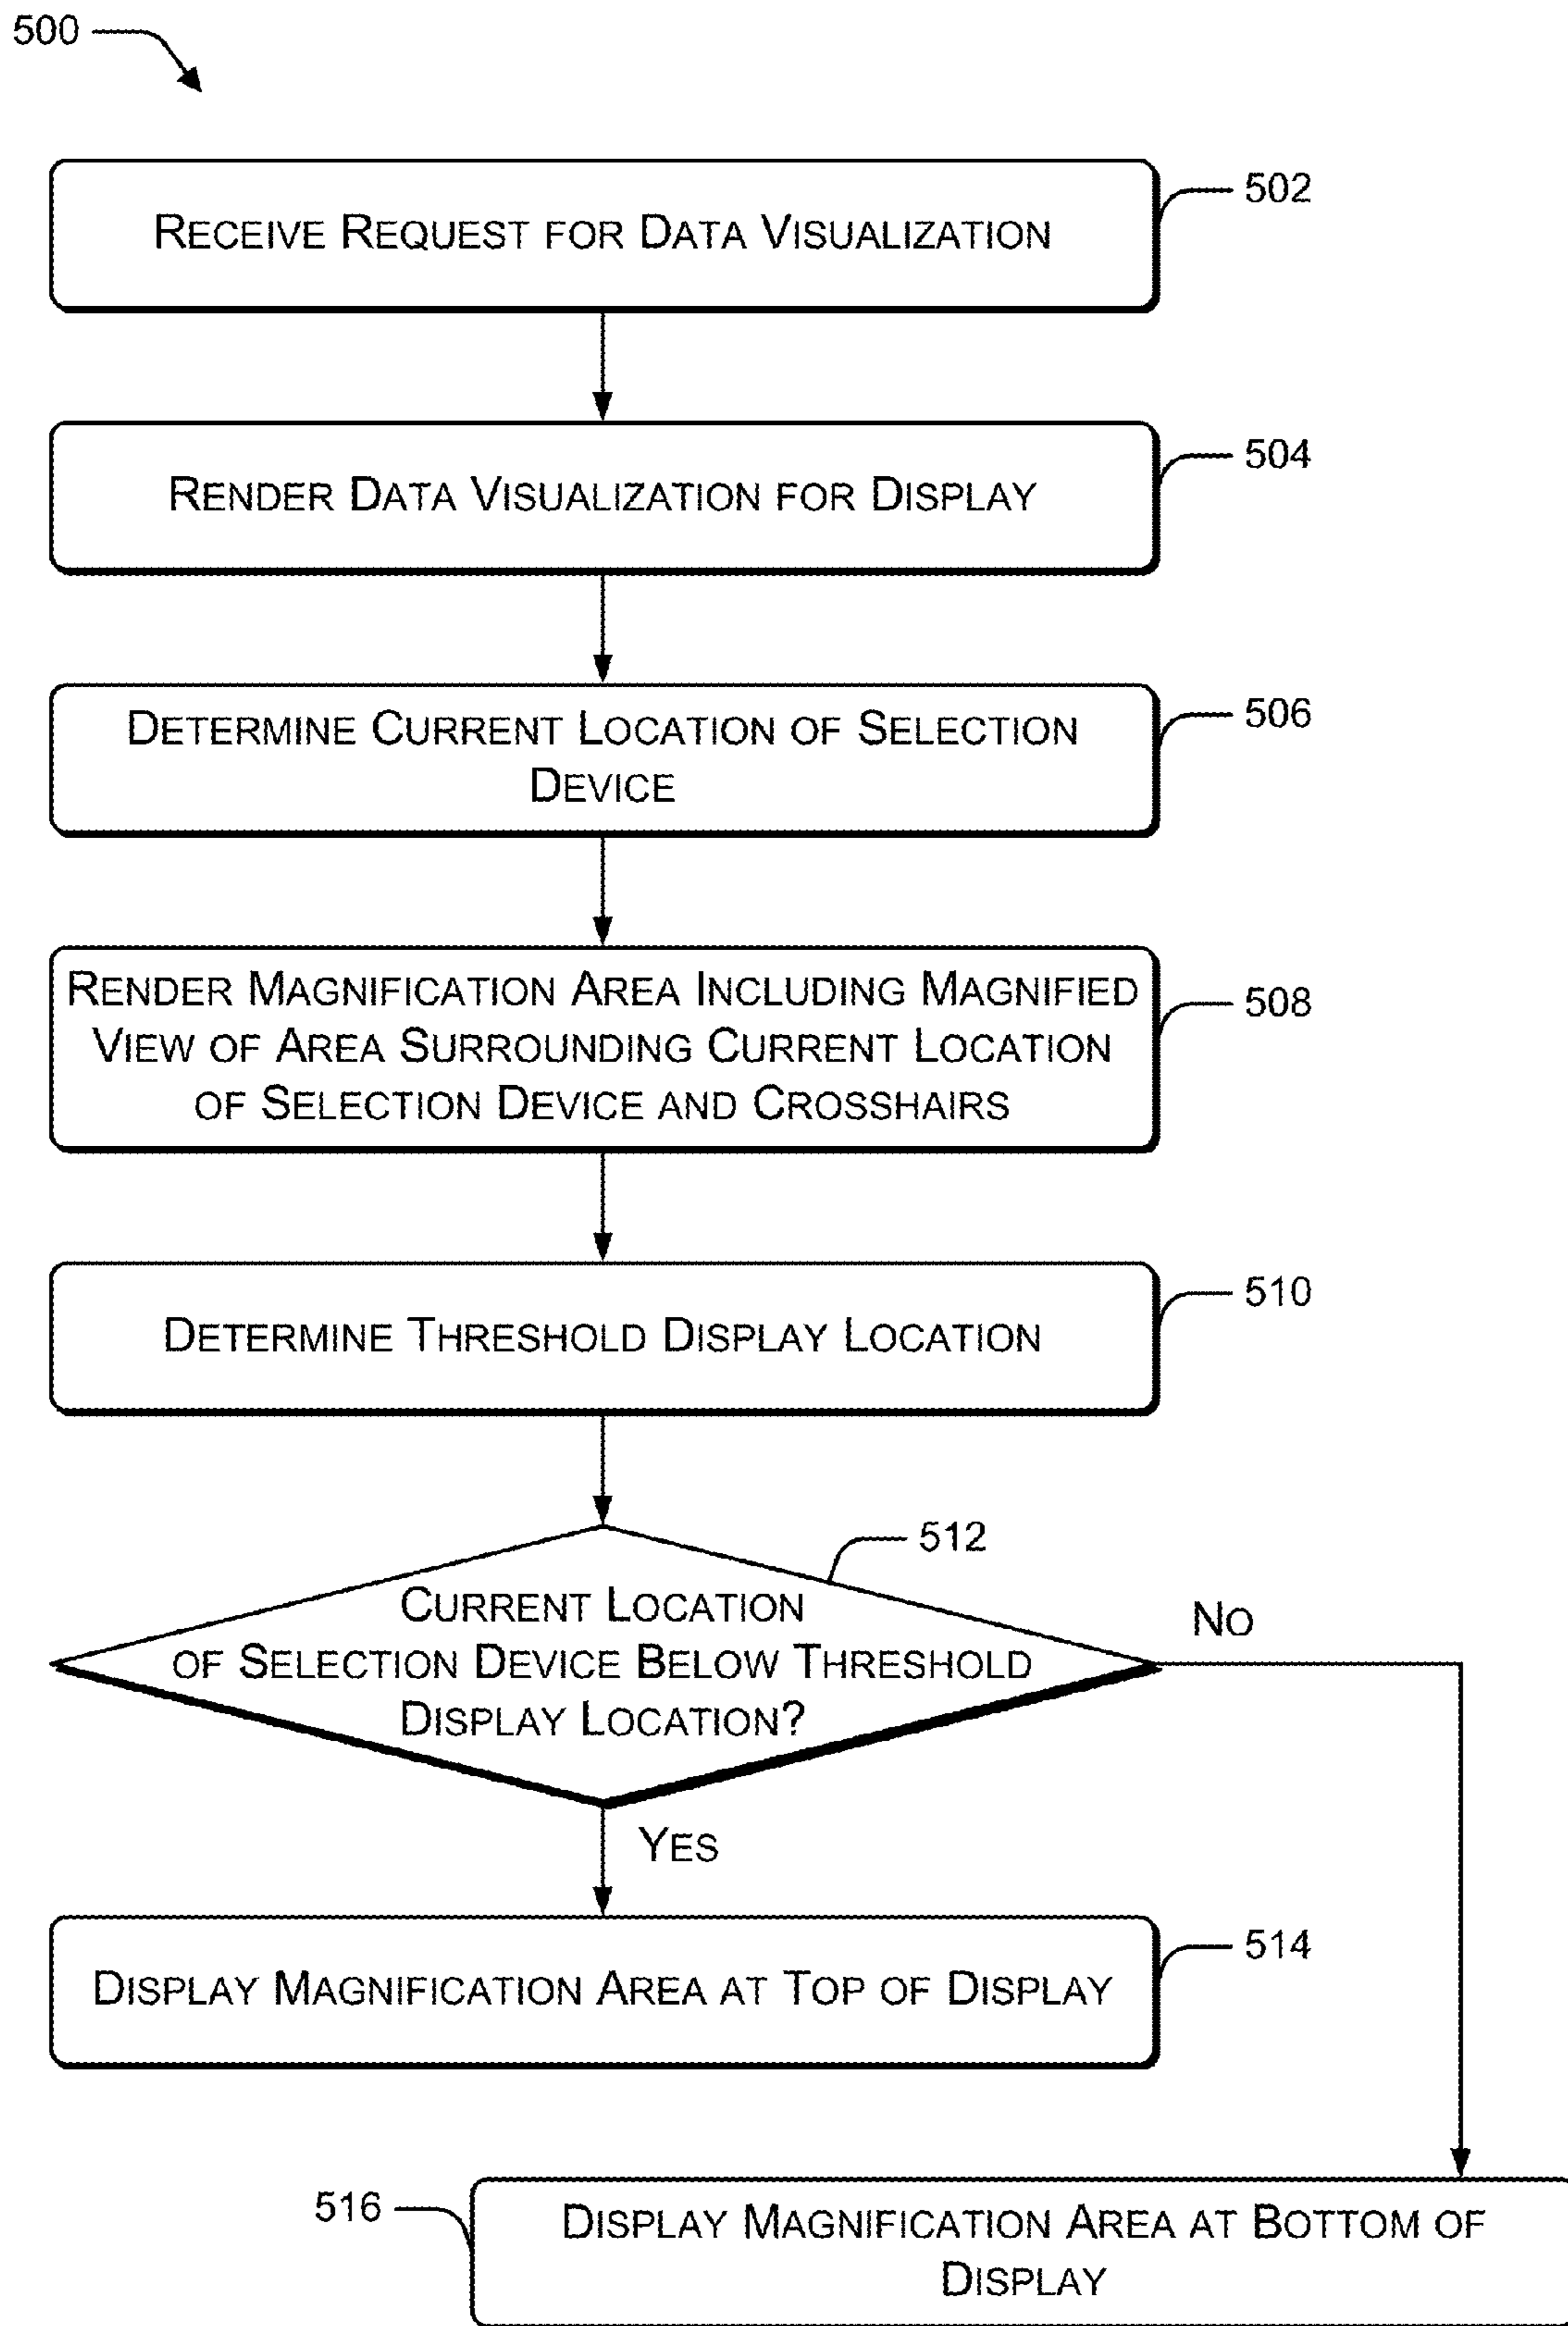 500
RECEIVE REQUEST FOR DATA VISUALIZATION
502
RENDER DATA VISUALIZATION FOR DISPLAY
504
DETERMINE CURRENT LOCATION OF SELECTION
DEVICE
506
RENDER MAGNIFICATION AREA INCLUDING MAGNIFIED
VIEW OF AREA SURROUNDING CURRENT LOCATION
OF SELECTION DEVICE AND CROSSHAIRS
508
DETERMINE THRESHOLD DISPLAY LOCATION
510
512
CURRENT LOCATION
OF SELECTION DEVICE BELOW THRESHOLD
DISPLAY LOCATION?
NO
YES
DISPLAY MAGNIFICATION AREA AT TOP OF DISPLAY
514
516
DISPLAY MAGNIFICATION AREA AT BOTTOM OF
DISPLAY